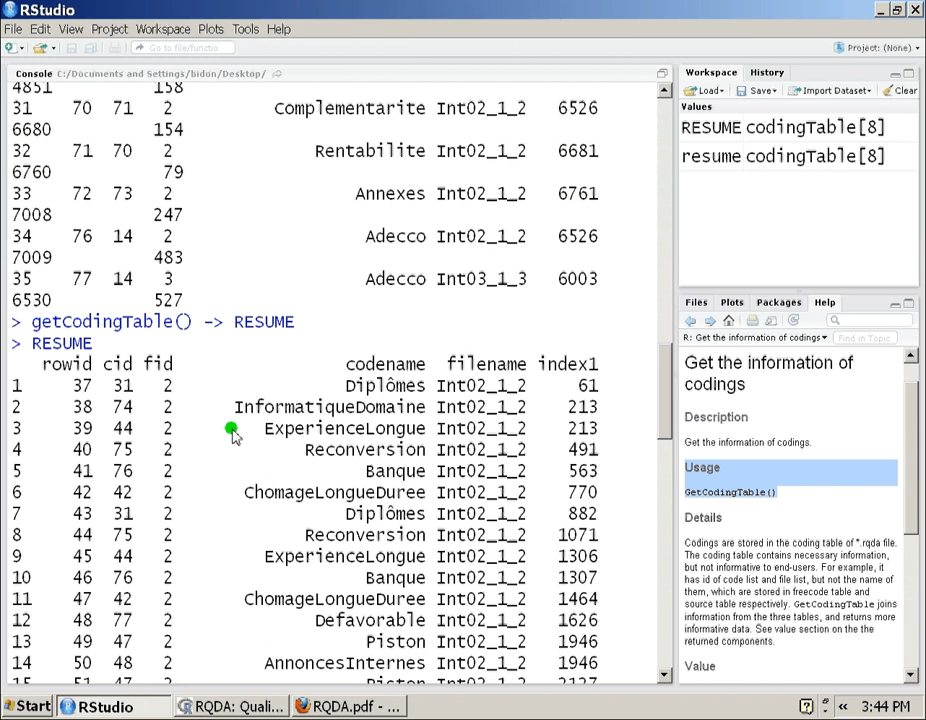 RStudio
File Edit View Project Workspace Plots Tools Help
Go to file/functio
Project: (None)
Console C:/Documents and Settings/bidon/Desktop/
4851 158
31 70 71 2 Complementarite Int02_1_2 6526
6680 154
32 71 70 2 Rentabilite Int02_1_2 6681
6760 79
33 72 73 2 Annexes Int02_1_2 6761
7008 247
34 76 14 2 Adecco Int02_1_2 6526
7009 483
35 77 14 3 Adecco Int03_1_3 6003
6530 527
> getCodingTable() -> RESUME
> RESUME
rowid cid fid codename filename index1
1 37 31 2 Diplômes Int02_1_2 61
2 38 74 2 InformatiqueDomaine Int02_1_2 213
3 39 44 2 ExperienceLongue Int02_1_2 213
4 40 75 2 Reconversion Int02_1_2 491
5 41 76 2 Banque Int02_1_2 563
6 42 42 2 ChomageLongueDuree Int02_1_2 770
7 43 31 2 Diplômes Int02_1_2 882
8 44 75 2 Reconversion Int02_1_2 1071
9 45 44 2 ExperienceLongue Int02_1_2 1306
10 46 76 2 Banque Int02_1_2 1307
11 47 42 2 ChomageLongueDuree Int02_1_2 1464
12 48 77 2 Defavorable Int02_1_2 1626
13 49 47 2 Piston Int02_1_2 1946
14 50 48 2 AnnoncesInternes Int02_1_2 1946
15 51 47 2 Piston Int02_1_2 2127
Workspace History
Load Save Import Dataset Clear
Values
RESUME codingTable[8]
resume codingTable[8]
Files Plots Packages Help
R: Get the information of codings Find in Topic
Get the information of
codings
Description
Get the information of codings.
Usage
GetCodingTable()
Details
Codings are stored in the coding table of *.rqda file.
The coding table contains necessary information,
but not informative to end-users. For example, it
has id of code list and file list, but not the name of
them, which are stored in freecode table and
source table respectively. GetCodingTable joins
information from the three tables, and returns more
informative data. See value section on the the
returned components.
Value
Start RStudio RQDA: Quali... RQDA.pdf - ... 3:44 PM